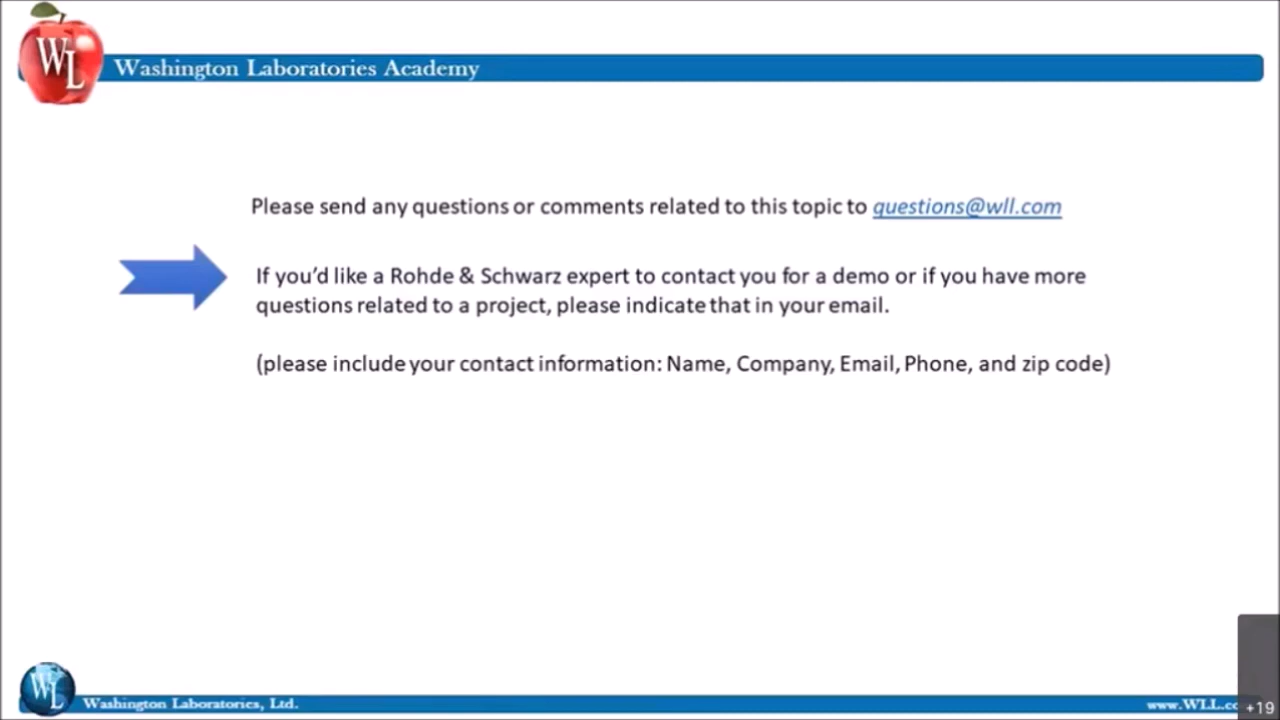 WL
Washington Laboratories Academy
Please send any questions or comments related to this topic to questions@wll.com
If you'd like a Rohde & Schwarz expert to contact you for a demo or if you have more
questions related to a project, please indicate that in your email.
(please include your contact information: Name, Company, Email, Phone, and zip code)
WL
Washington Laboratories, Ltd.
+19